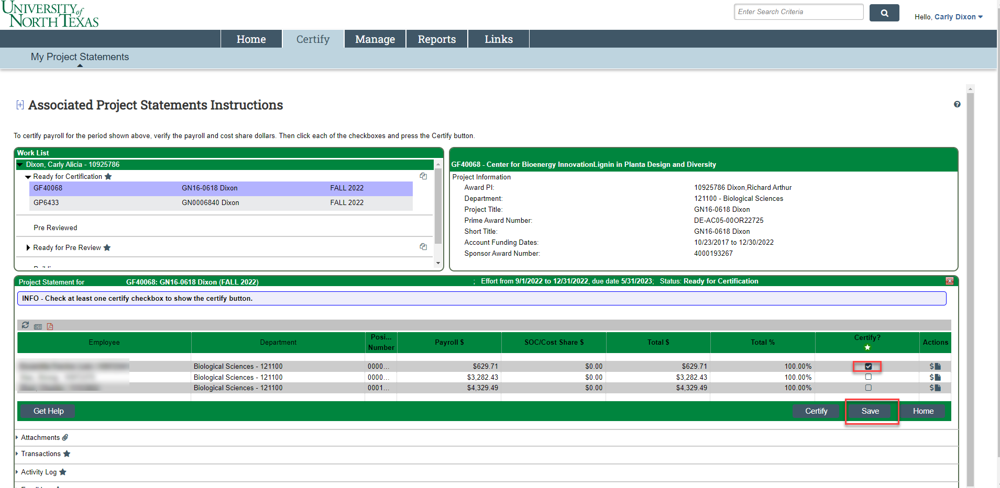 UNIVERSITY of
NORTH TEXAS
Enter Search Criteria
Hello, Carly Dixon
Home
Certify
Manage
Reports
Links
My Project Statements
[+] Associated Project Statements Instructions
To certify payroll for the period shown above, verify the payroll and cost share dollars. Then click each of the checkboxes and press the Certify button.
Work List
Dixon, Carly Alicia - 10925786
Ready for Certification
GF40068 GN16-0618 Dixon FALL 2022
GP6433 GN0006840 Dixon FALL 2022
Pre Reviewed
Ready for Pre Review
GF40068 - Center for Bioenergy InnovationLignin in Planta Design and Diversity
Project Information
Award PI: 10925786 Dixon,Richard Arthur
Department: 121100 - Biological Sciences
Project Title: GN16-0618 Dixon
Prime Award Number: DE-AC05-00OR22725
Short Title: GN16-0618 Dixon
Account Funding Dates: 10/23/2017 to 12/30/2022
Sponsor Award Number: 4000193267
Project Statement for GF40068: GN16-0618 Dixon (FALL 2022) ; Effort from 9/1/2022 to 12/31/2022, due date 5/31/2023; Status: Ready for Certification
INFO - Check at least one certify checkbox to show the certify button.
Employee Department Posi... Number Payroll $ SOC/Cost Share $ Total $ Total % Certify? Actions
Biological Sciences - 121100 0000... $629.71 $0.00 $629.71 100.00% $
Biological Sciences - 121100 0000... $3,282.43 $0.00 $3,282.43 100.00% $
Biological Sciences - 121100 0001... $4,329.49 $0.00 $4,329.49 100.00% $
Get Help Certify Save Home
Attachments
Transactions
Activity Log